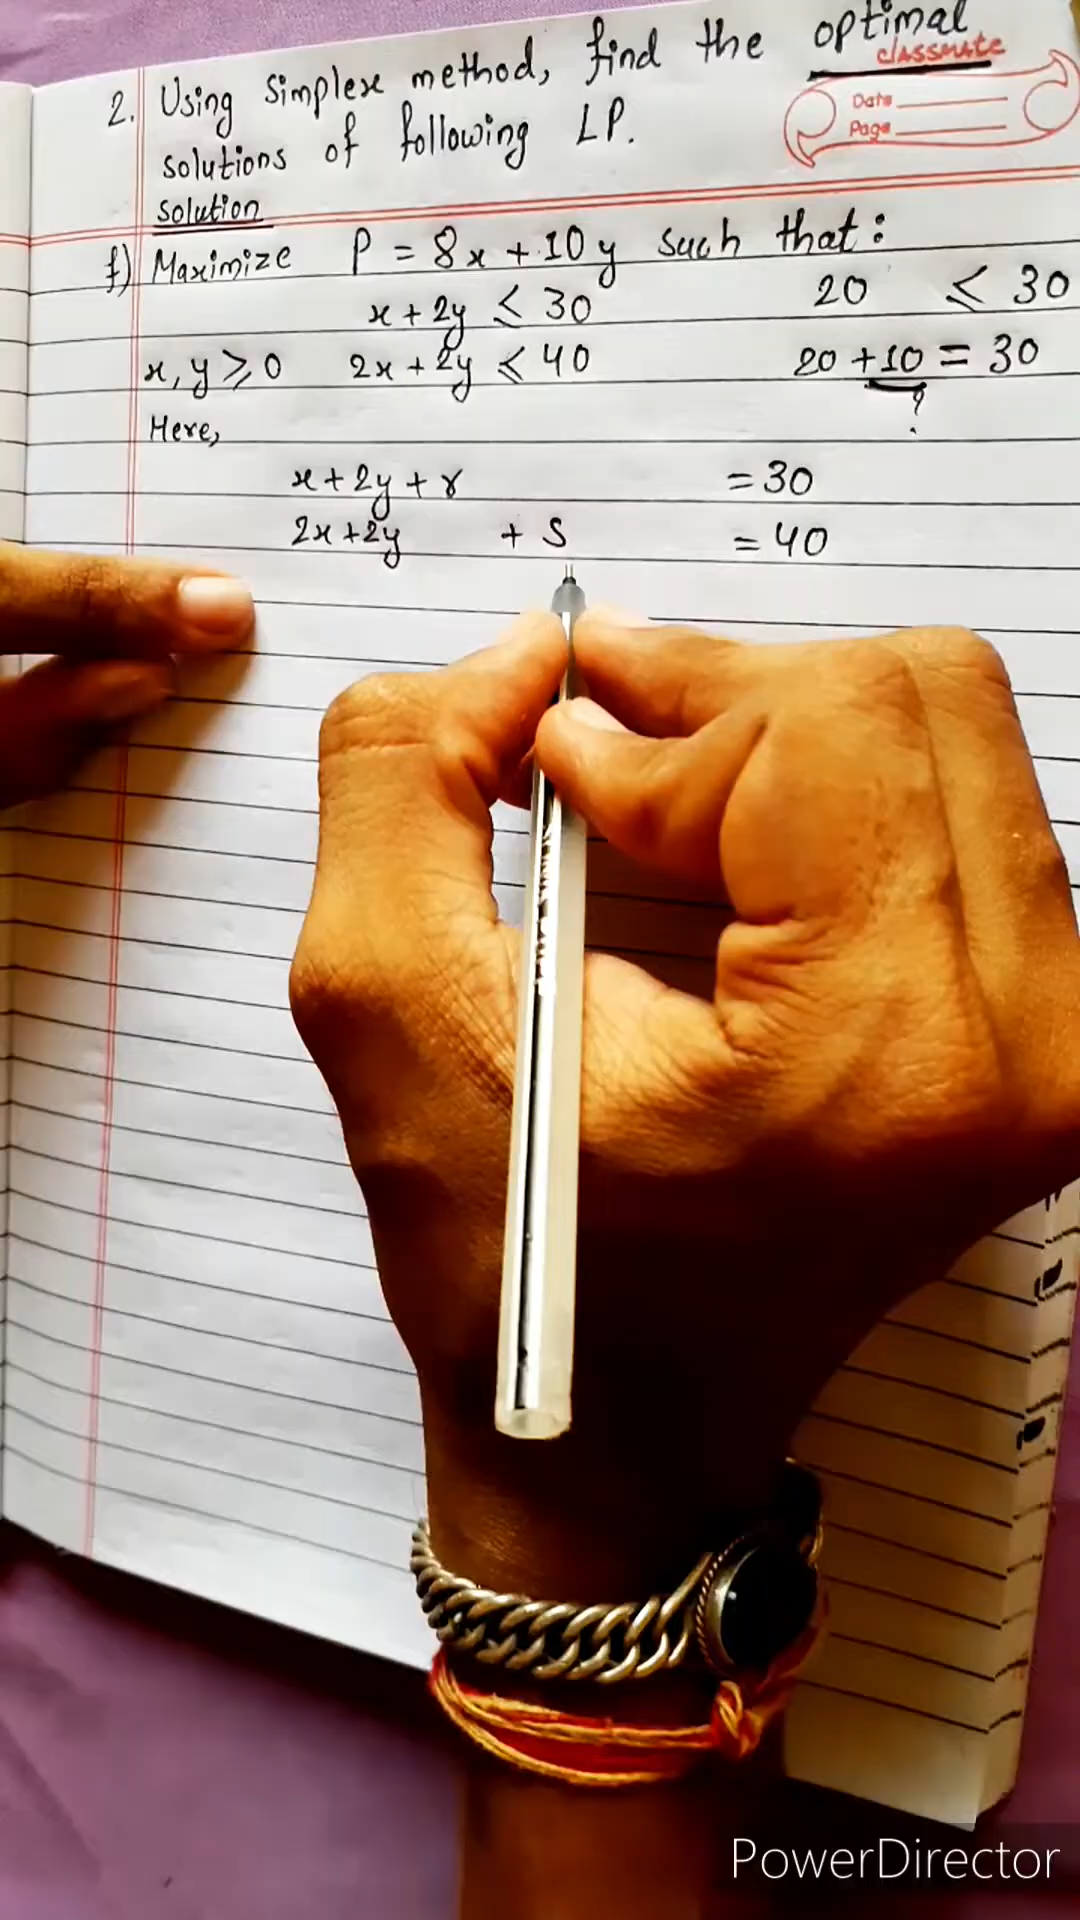 2. Using Simplex method, find the optimal
classmate
Date
Page
solutions of following LP.
solution
f) Maximize P = 8x + 10y such that:
x + 2y ≤ 30 20 ≤ 30
x, y ≥ 0 2x + 2y ≤ 40 20 + 10 = 30
?
Here,
x + 2y + r = 30
2x + 2y + S = 40
PowerDirector